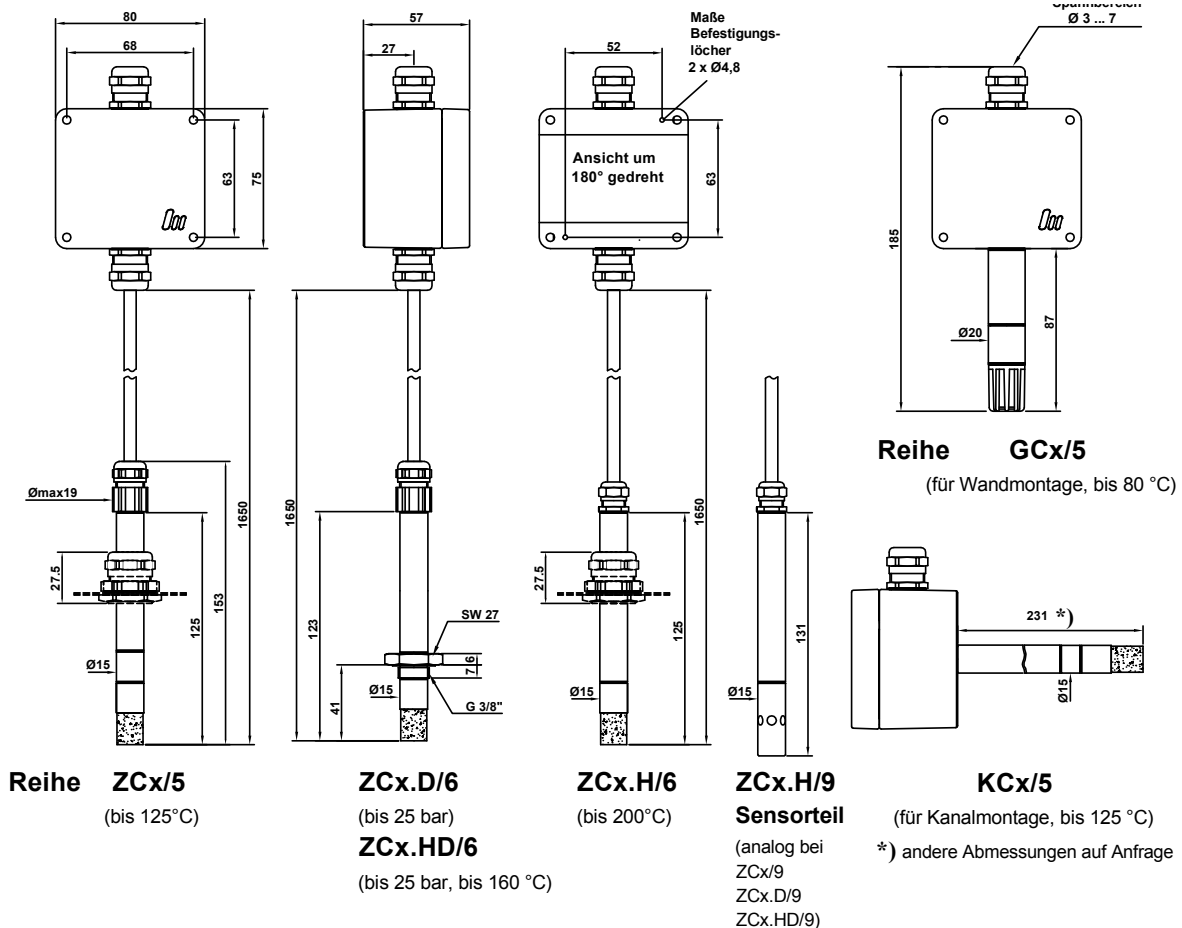 80
68
63
75
57
27
52
Maße
Befestigungs-
löcher
2 x Ø4,8
Ansicht um
180° gedreht
63
Spannbereich
Ø 3 ... 7
185
87
Ø20
Reihe GCx/5
(für Wandmontage, bis 80 °C)
Ømax19
27.5
Ø15
125
153
1650
1650
123
41
SW 27
6
7
Ø15
G 3/8"
27.5
Ø15
125
1650
Ø15
131
231 *)
Ø15
Reihe ZCx/5
(bis 125°C)
ZCx.D/6
(bis 25 bar)
ZCx.HD/6
(bis 25 bar, bis 160 °C)
ZCx.H/6
(bis 200°C)
ZCx.H/9
Sensorteil
(analog bei
ZCx/9
ZCx.D/9
ZCx.HD/9)
KCx/5
(für Kanalmontage, bis 125 °C)
*) andere Abmessungen auf Anfrage